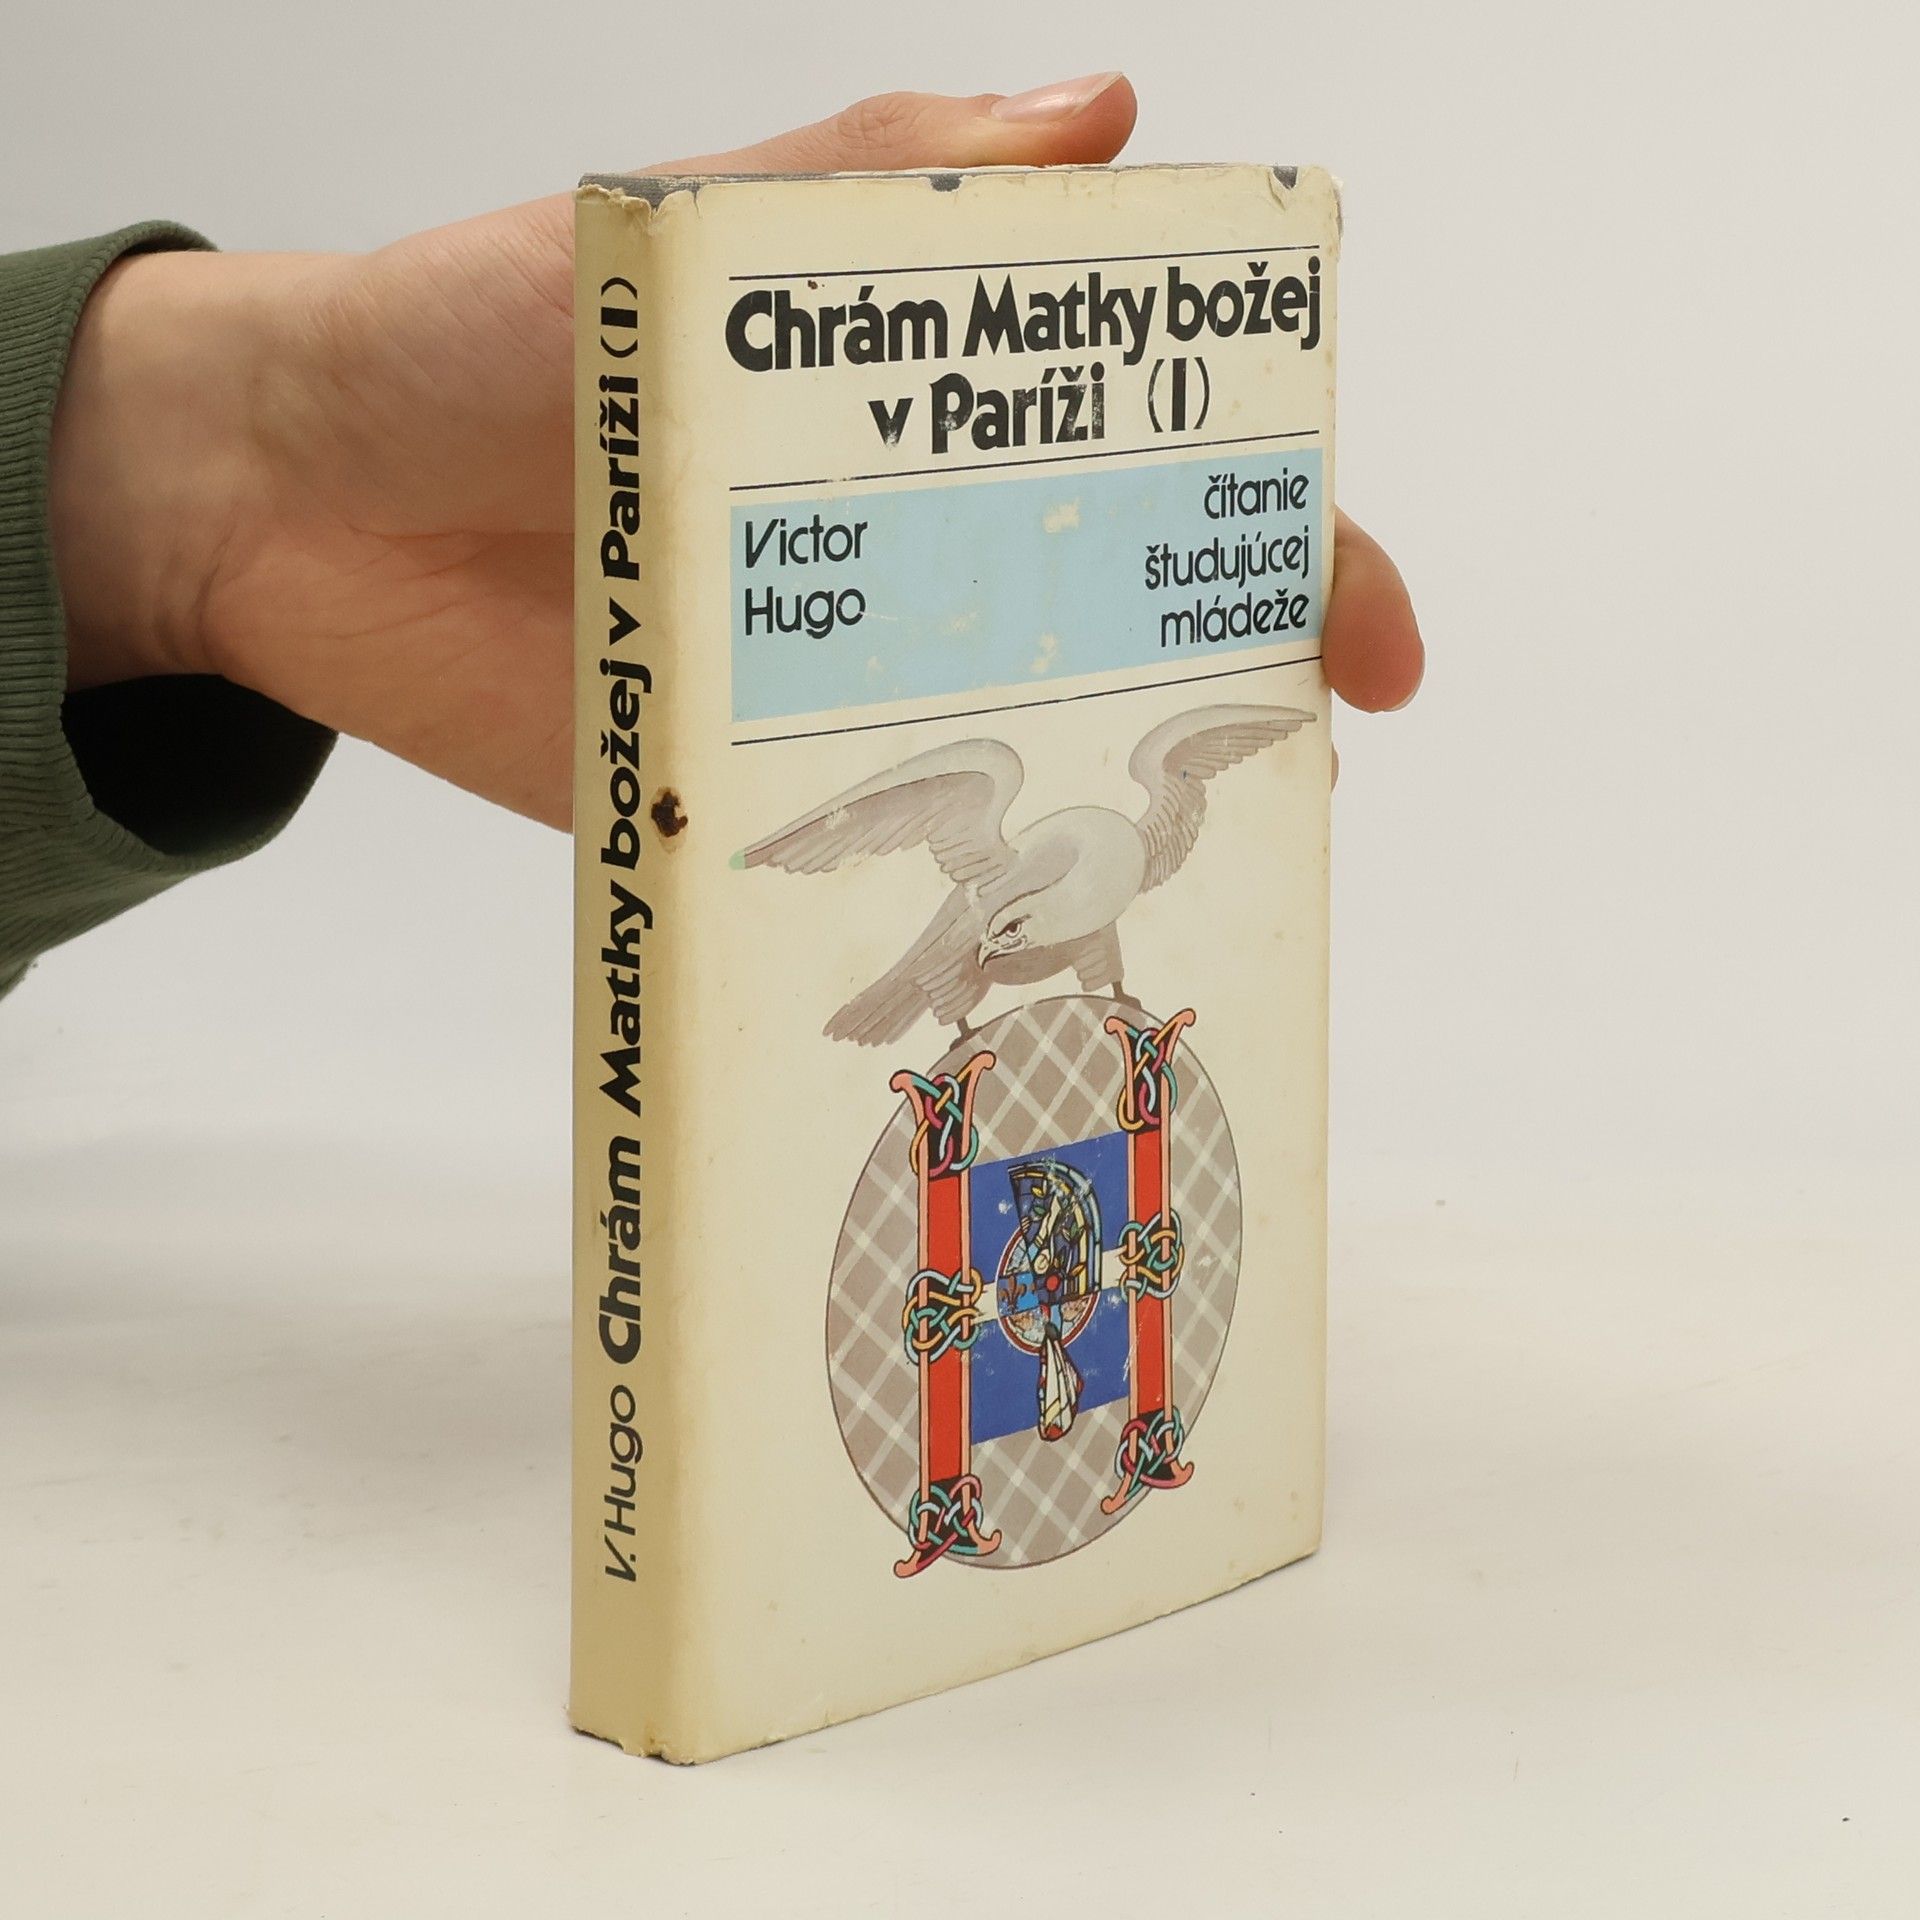 Chrám Matky božej
v Paríži (I)
Victor
Hugo
čítanie
študujúcej
mládeže
V. Hugo Chrám Matky božej v Paríži (I)